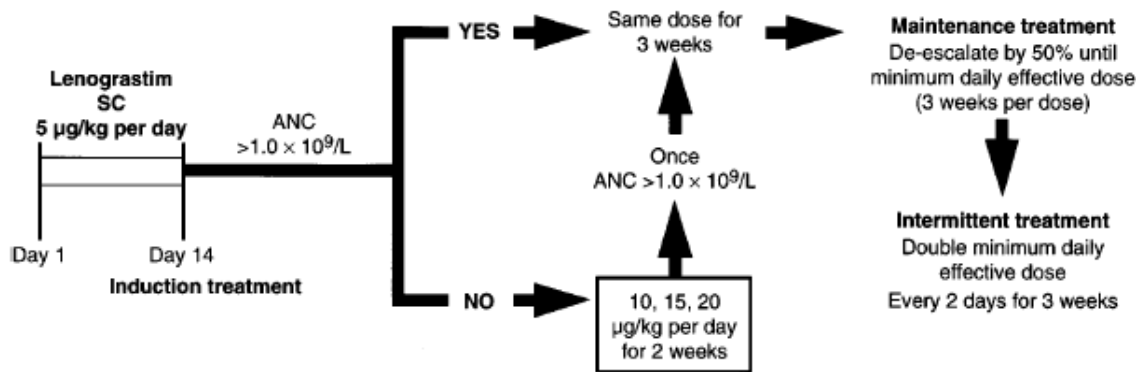 Lenograstim
SC
5 µg/kg per day
Day 1
Day 14
Induction treatment
ANC
>1.0 × 10⁹/L
YES
NO
Same dose for
3 weeks
Once
ANC >1.0 × 10⁹/L
10, 15, 20
µg/kg per day
for 2 weeks
Maintenance treatment
De-escalate by 50% until
minimum daily effective dose
(3 weeks per dose)
Intermittent treatment
Double minimum daily
effective dose
Every 2 days for 3 weeks